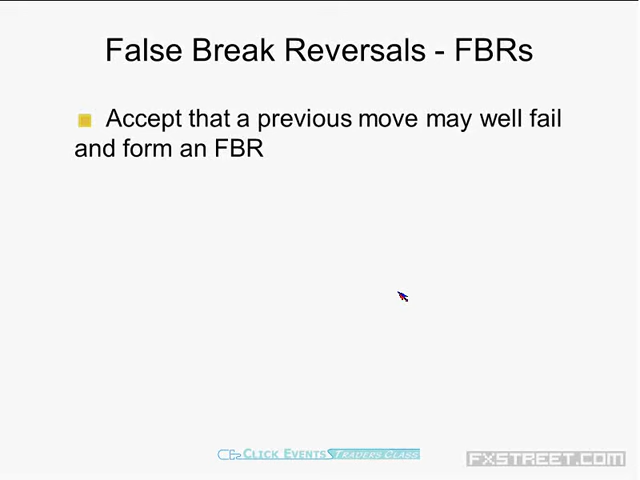 False Break Reversals - FBRs
Accept that a previous move may well fail
and form an FBR
CLICK EVENTS TRADERS CLASS
FXSTREET.COM